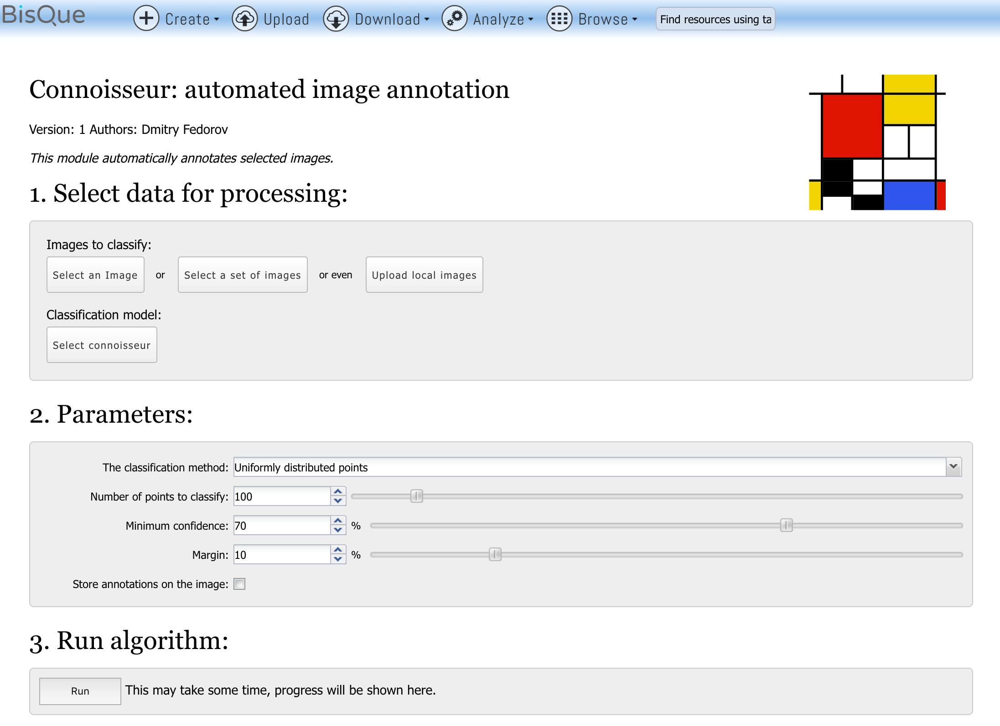 BisQue Create Upload Download Analyze Browse Find resources using ta
Connoisseur: automated image annotation
Version: 1 Authors: Dmitry Fedorov
This module automatically annotates selected images.
1. Select data for processing:
Images to classify:
Select an Image or Select a set of images or even Upload local images
Classification model:
Select connoisseur
2. Parameters:
The classification method: Uniformly distributed points
Number of points to classify: 100
Minimum confidence: 70 %
Margin: 10 %
Store annotations on the image:
3. Run algorithm:
Run This may take some time, progress will be shown here.